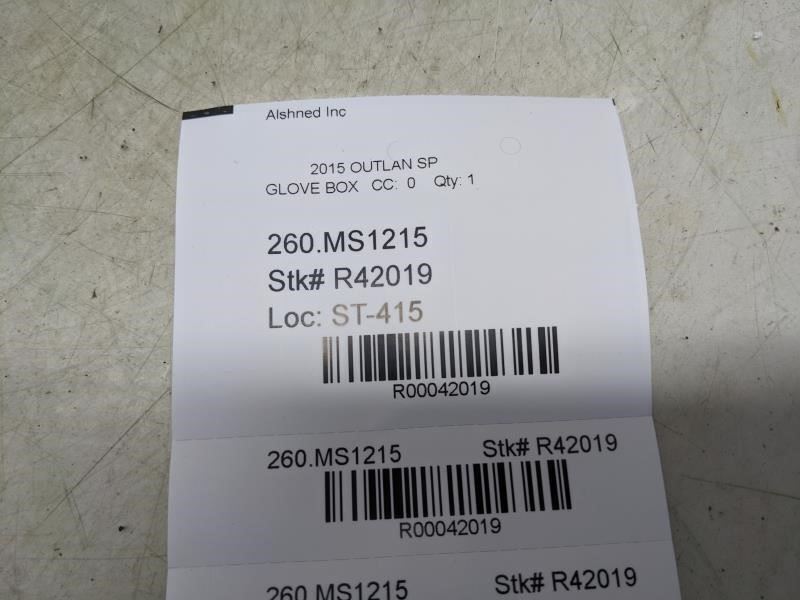 Alshned Inc
2015 OUTLAN SP
GLOVE BOX CC: 0 Qty: 1
260.MS1215
Stk# R42019
Loc: ST-415
R00042019
260.MS1215 Stk# R42019
R00042019
260.MS1215 Stk# R42019